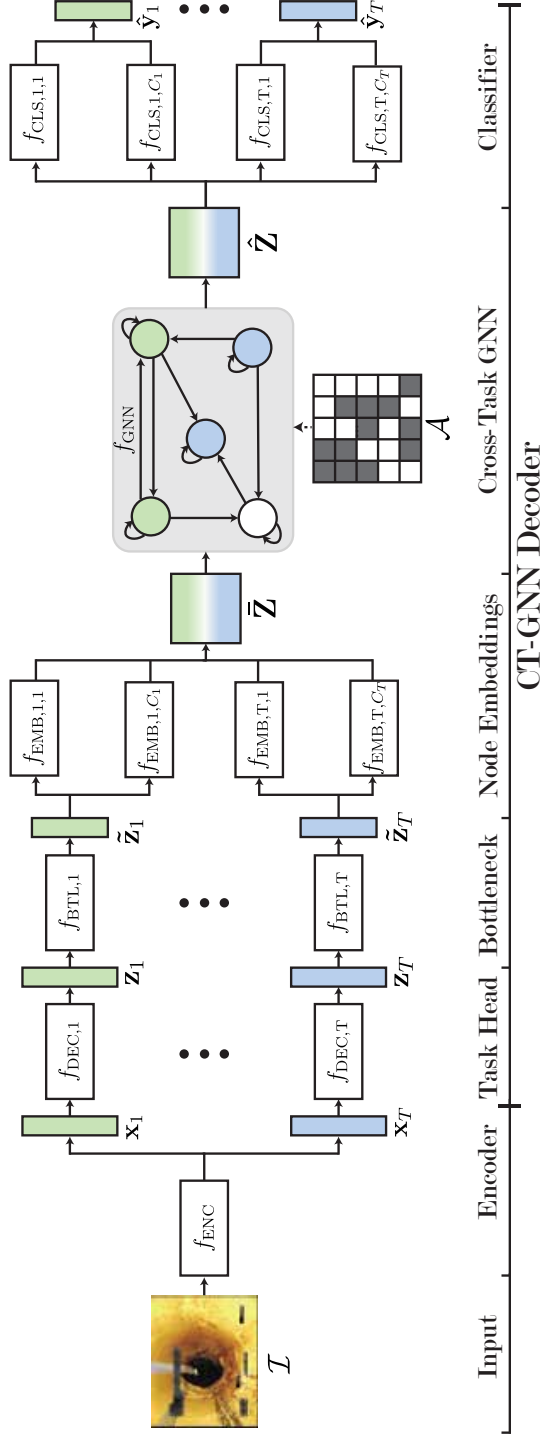 𝓘
f_ENC
x_1
x_T
f_DEC,1
f_DEC,T
z_1
z_T
f_BTL,1
f_BTL,T
z̃_1
z̃_T
f_EMB,1,1
f_EMB,1,C_1
f_EMB,T,1
f_EMB,T,C_T
Z̄
f_GNN
𝒜
Ẑ
f_CLS,1,1
f_CLS,1,C_1
f_CLS,T,1
f_CLS,T,C_T
ŷ_1
ŷ_T
Input
Encoder
Task Head
Bottleneck
Node Embeddings
Cross-Task GNN
Classifier
CT-GNN Decoder